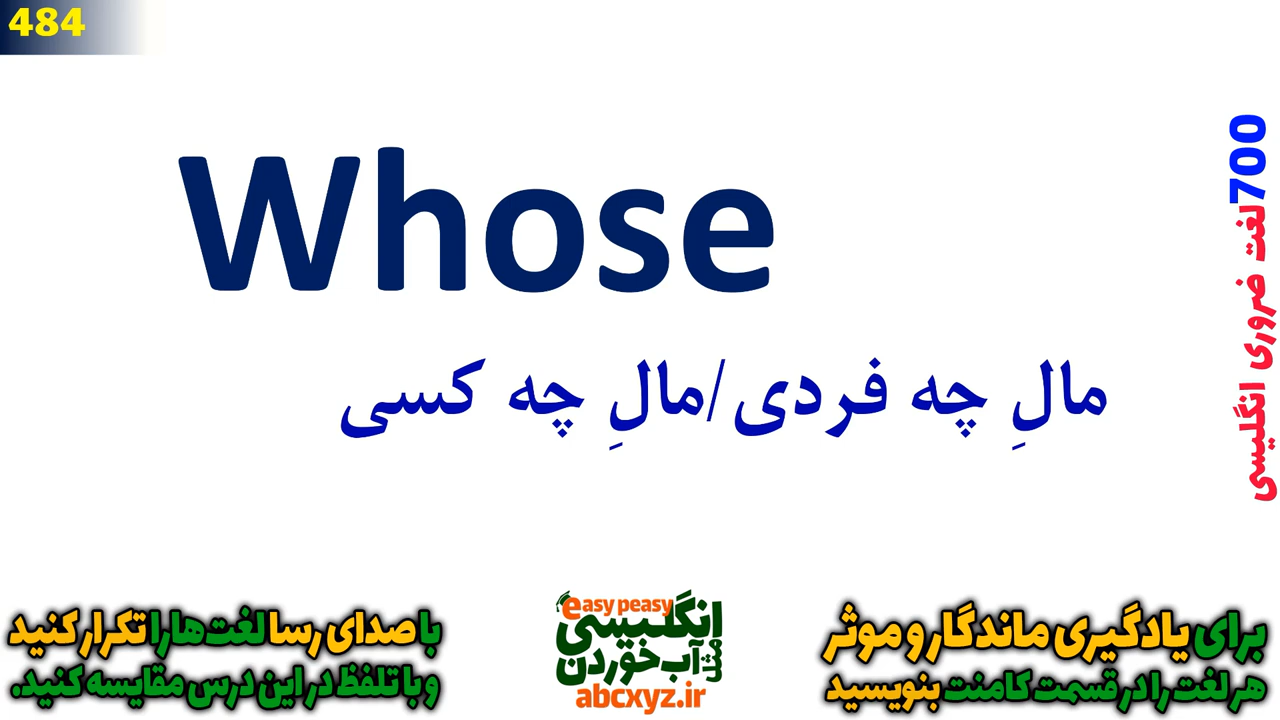 484
Whose
مالِ چه فردی/مالِ چه کسی
700 لغت ضروری انگلیسی
برای یادگیری ماندگار و موثر
هر لغت را در قسمت کامنت بنویسید
easy peasy
انگلیسی
مثل آب خوردن
abcxyz.ir
با صدای رسا لغت‌ها را تکرار کنید
و با تلفظ در این درس مقایسه کنید.